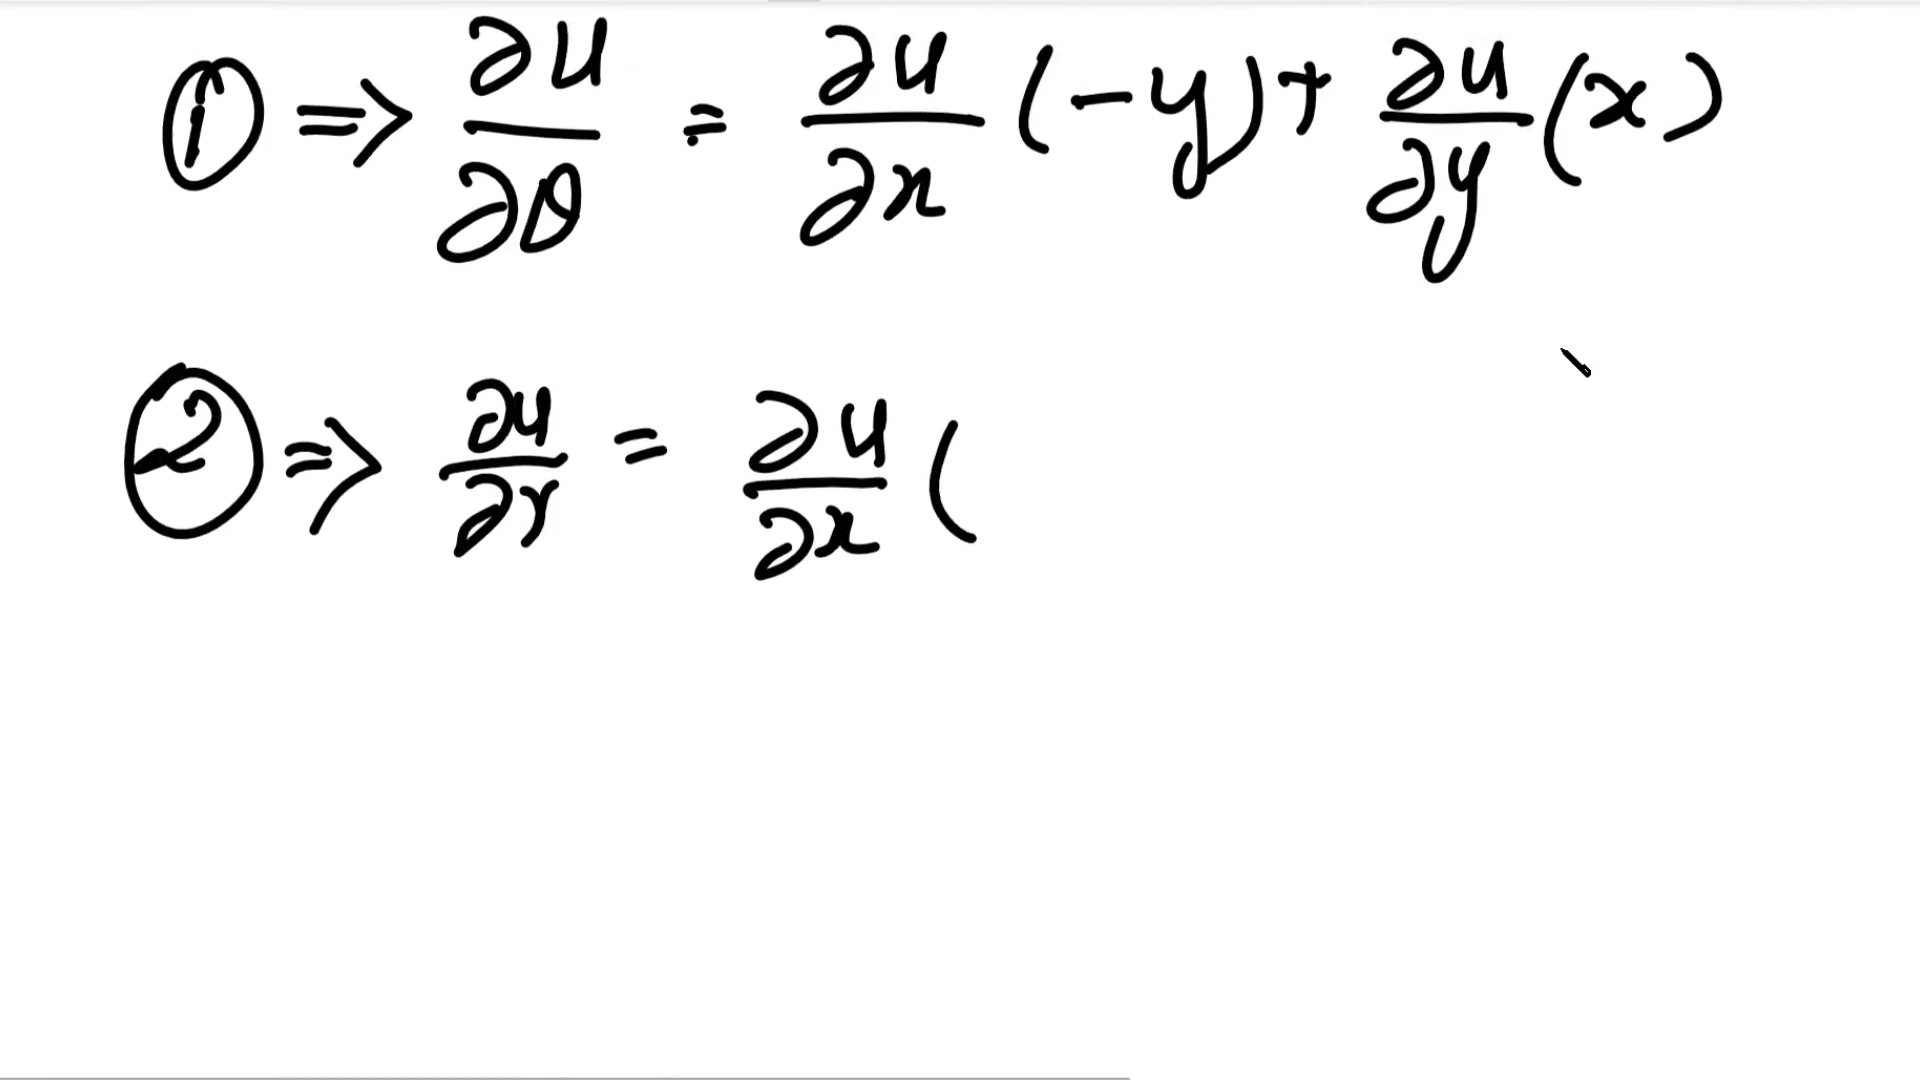 ① ⇒ ∂u/∂θ = ∂u/∂x (-y) + ∂u/∂y (x)
② ⇒ ∂u/∂r = ∂u/∂x (